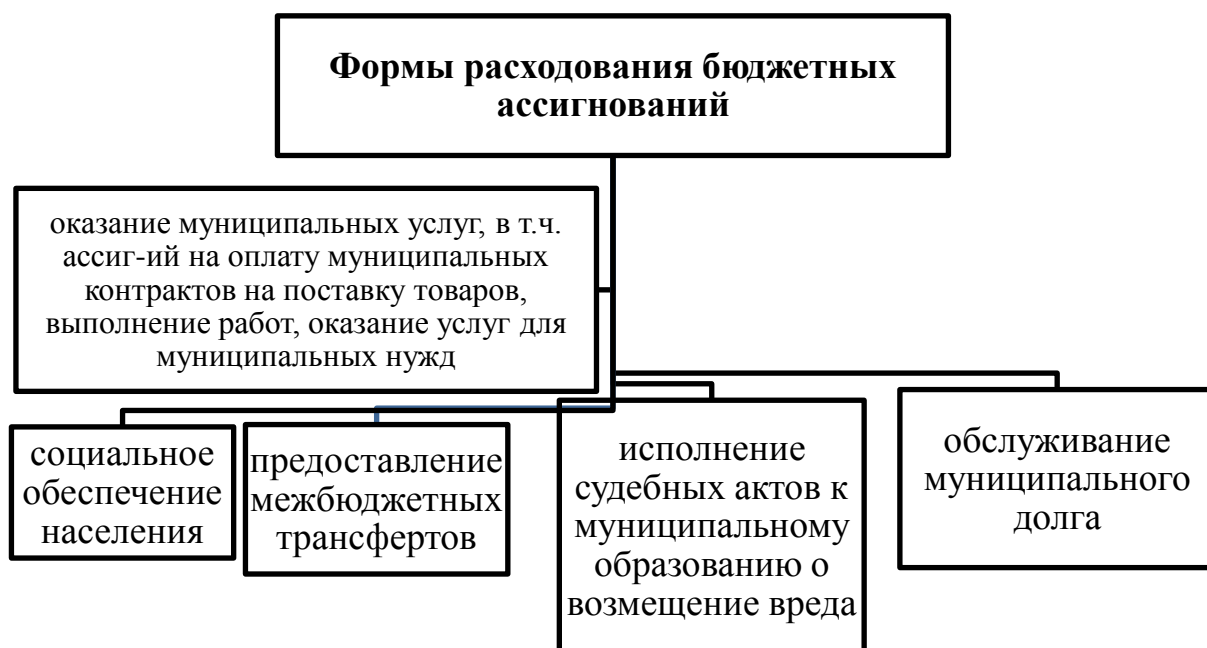 Формы расходования бюджетных
ассигнований
оказание муниципальных услуг, в т.ч.
ассиг-ий на оплату муниципальных
контрактов на поставку товаров,
выполнение работ, оказание услуг для
муниципальных нужд
социальное
обеспечение
населения
предоставление
межбюджетных
трансфертов
исполнение
судебных актов к
муниципальному
образованию о
возмещение вреда
обслуживание
муниципального
долга